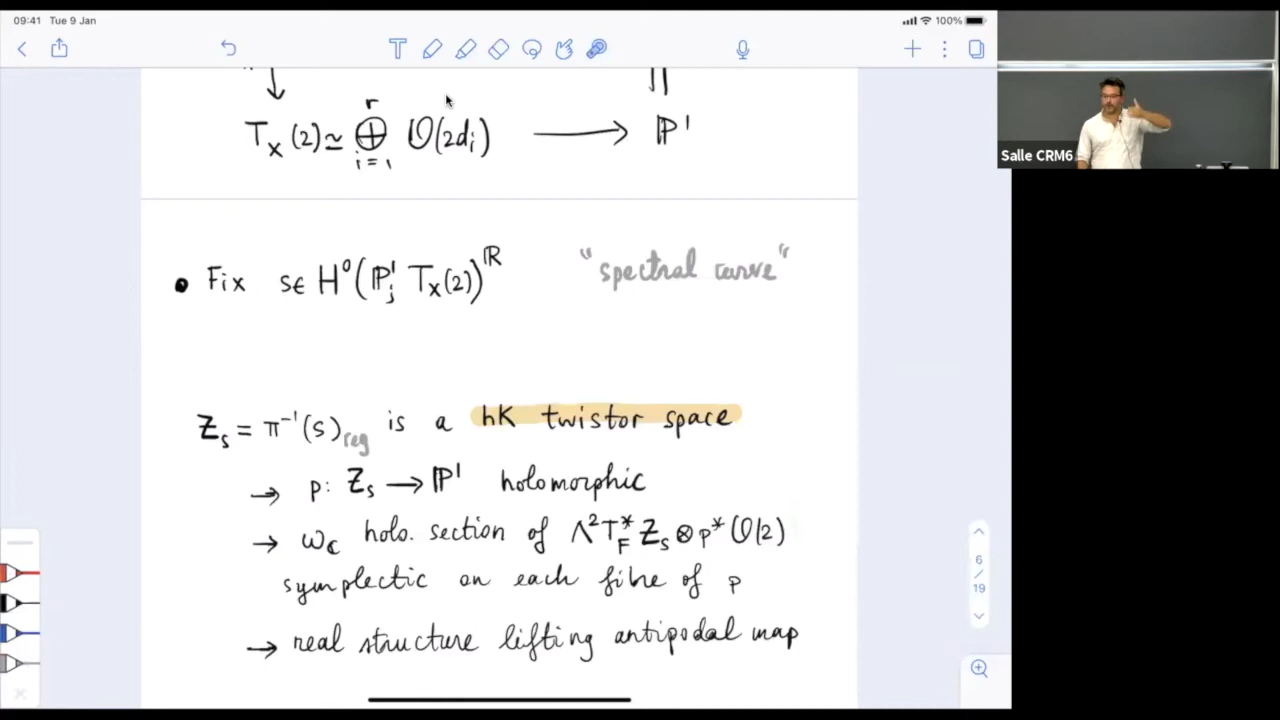 09:41 Tue 9 Jan
100%
T
r
T_X(2) ≃ ⊕ O(2d_i) ⟶ ℙ¹
i=1
• Fix s∈ H⁰(ℙ¹; T_X(2))^ℝ "spectral curve"
Z_s = π⁻¹(s)_reg is a hK twistor space
→ p: Z_s → ℙ¹ holomorphic
→ ω_ℂ holo. section of Λ²T_F^* Z_s ⊗ p^* O(2)
symplectic on each fibre of p
→ real structure lifting antipodal map
6
/
19
Salle CRM6